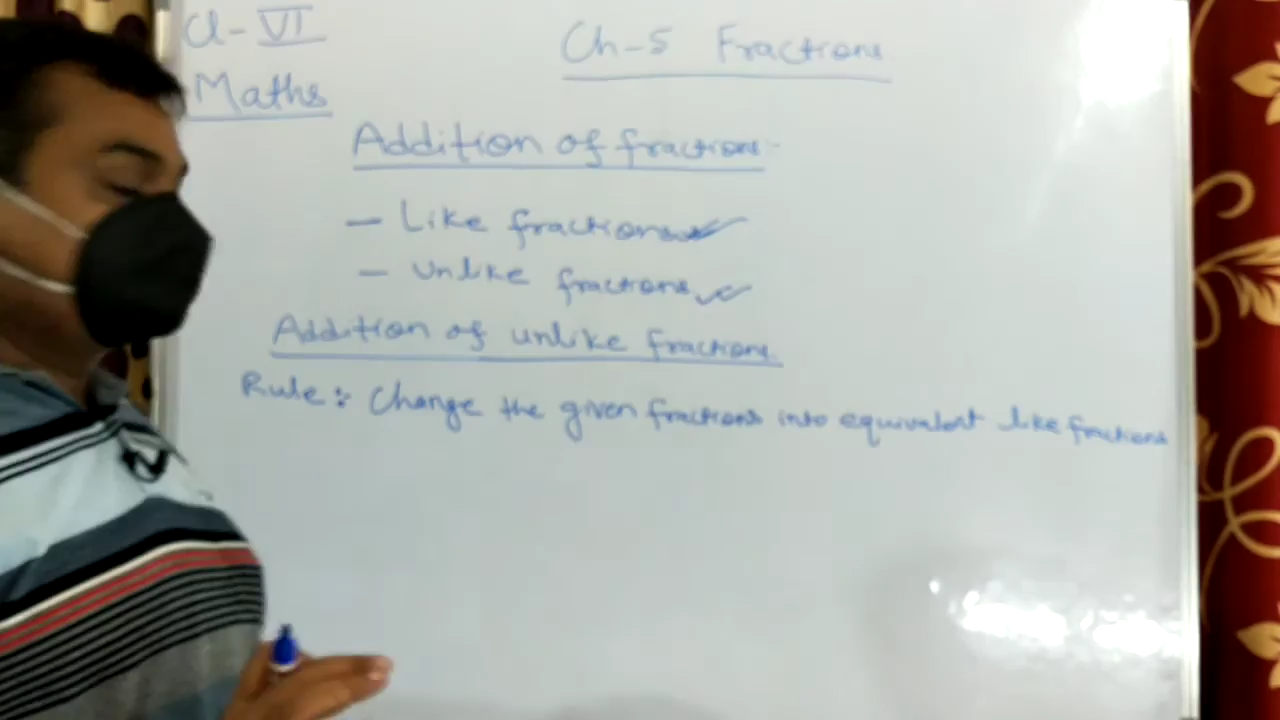 Cl-VI
Ch-5 Fractions
Maths
Addition of fractions
- Like fractions ✓
- Unlike fractions ✓
Addition of unlike fractions
Rule: Change the given fractions into equivalent like fractions